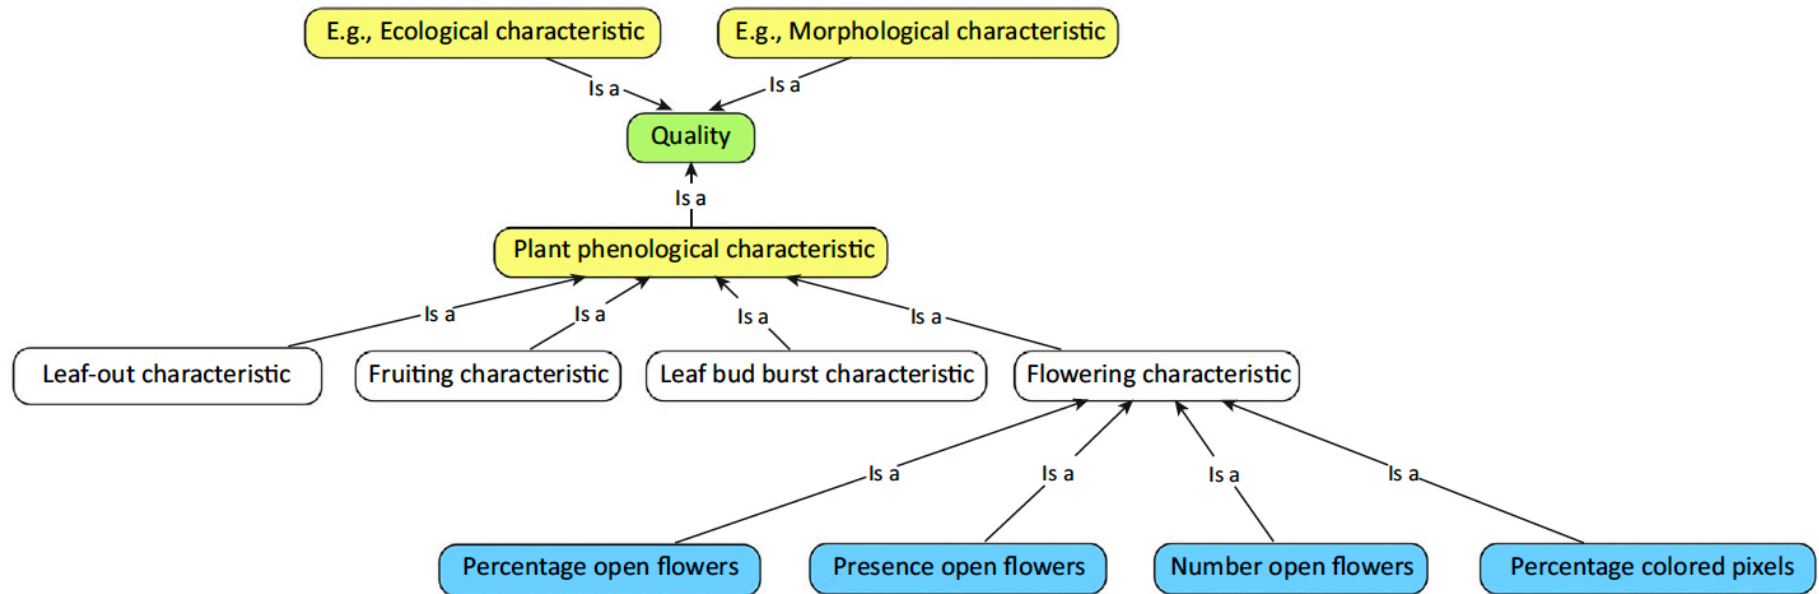 E.g., Ecological characteristic
E.g., Morphological characteristic
Is a
Is a
Quality
Is a
Plant phenological characteristic
Is a
Is a
Is a
Is a
Leaf-out characteristic
Fruiting characteristic
Leaf bud burst characteristic
Flowering characteristic
Is a
Is a
Is a
Is a
Percentage open flowers
Presence open flowers
Number open flowers
Percentage colored pixels